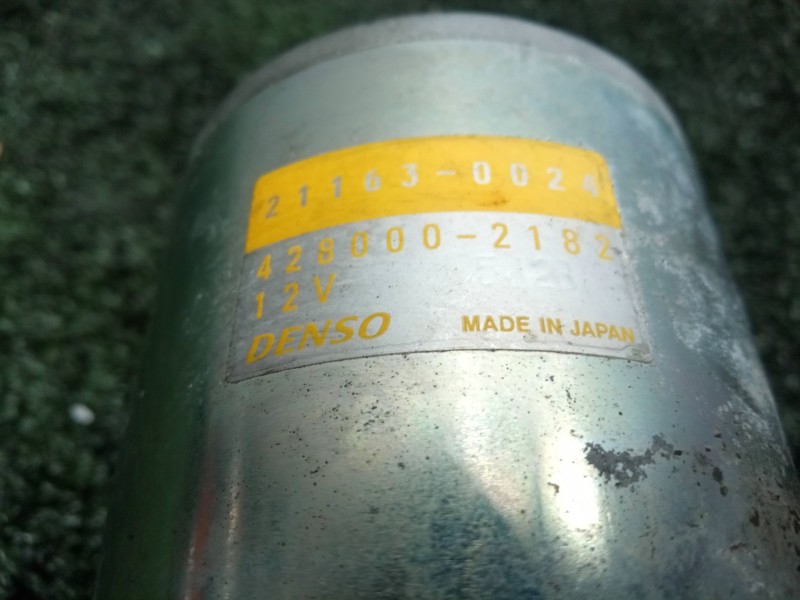 21163-0024
428000-2182
12V
DENSO MADE IN JAPAN